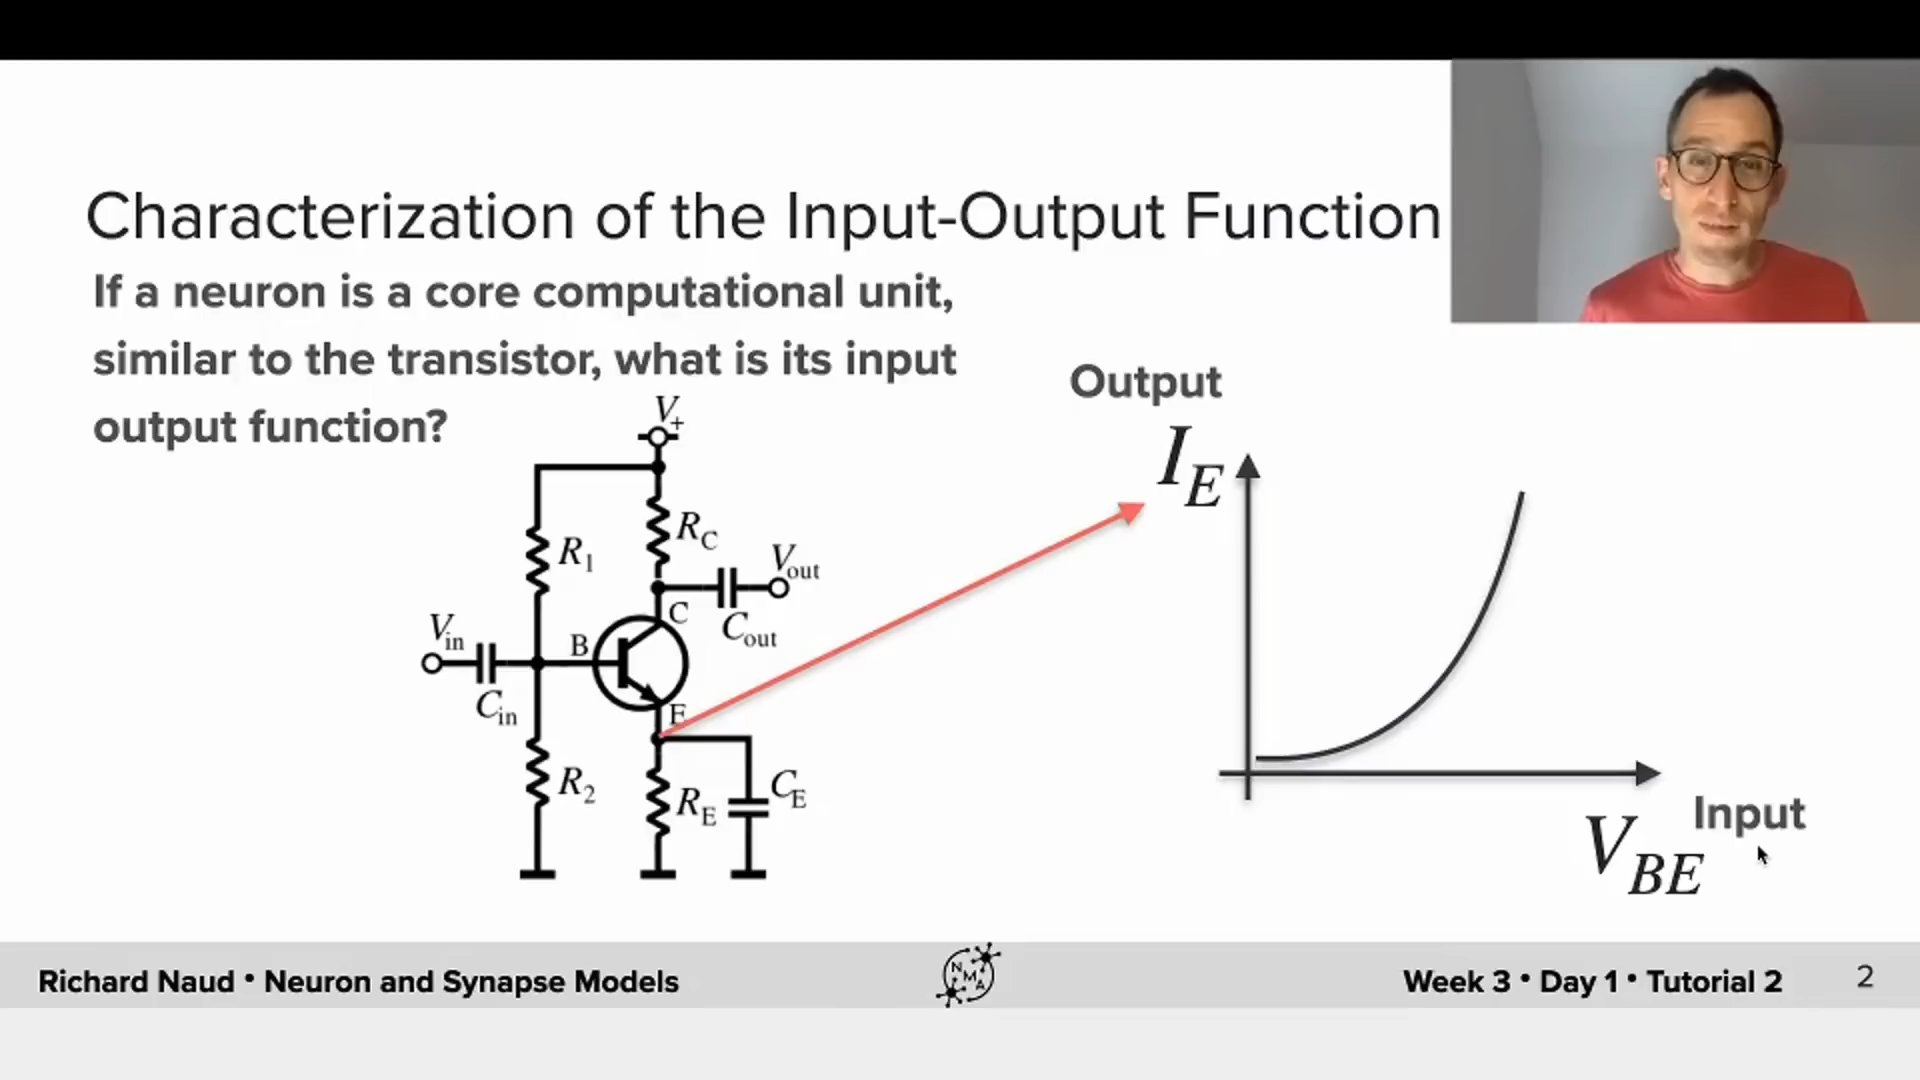 Characterization of the Input-Output Function
If a neuron is a core computational unit,
similar to the transistor, what is its input
output function?
V+
R1
RC
Vout
C
Cout
Vin
B
Cin
E
R2
RE
CE
Output
IE
Input
VBE
Richard Naud • Neuron and Synapse Models
N
M
A
Week 3 • Day 1 • Tutorial 2
2